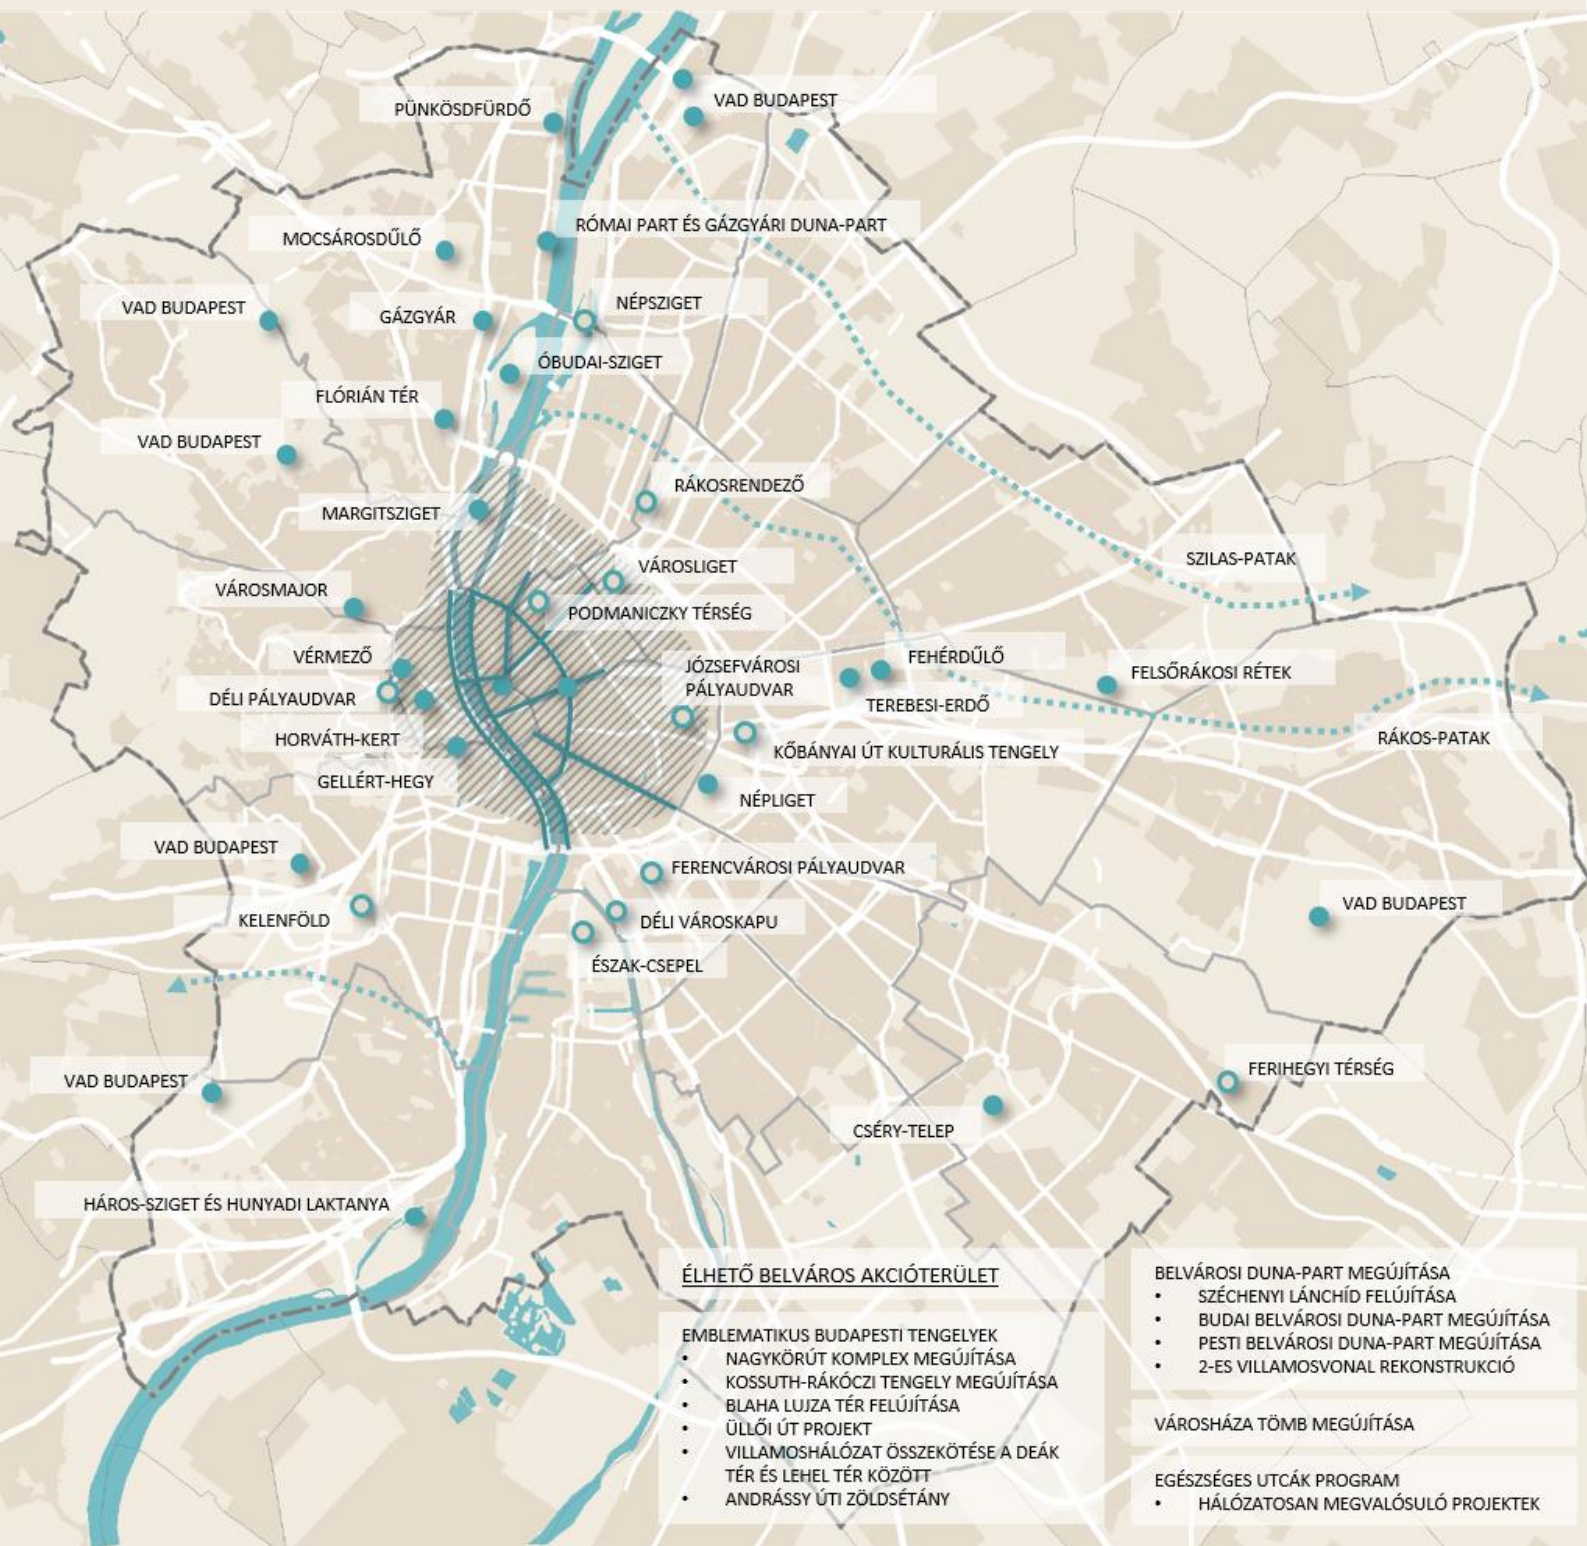 VAD BUDAPEST
PÜNKÖSDFÜRDŐ
RÓMAI PART ÉS GÁZGYÁRI DUNA-PART
MOCSÁROSDŰLŐ
VAD BUDAPEST
GÁZGYÁR
NÉPSZIGET
ÓBUDAI-SZIGET
FLÓRIÁN TÉR
VAD BUDAPEST
RÁKOSRENDEZŐ
MARGITSZIGET
SZILAS-PATAK
VÁROSLIGET
VÁROSMAJOR
PODMANICZKY TÉRSÉG
VÉRMEZŐ
JÓZSEFVÁROSI
PÁLYAUDVAR
FEHÉRDŰLŐ
FELSŐRÁKOSI RÉTEK
DÉLI PÁLYAUDVAR
TEREBESI-ERDŐ
HORVÁTH-KERT
RÁKOS-PATAK
KŐBÁNYAI ÚT KULTURÁLIS TENGELY
GELLÉRT-HEGY
NÉPLIGET
VAD BUDAPEST
FERENCVÁROSI PÁLYAUDVAR
VAD BUDAPEST
KELENFÖLD
DÉLI VÁROSKAPU
ÉSZAK-CSEPEL
FERIHEGYI TÉRSÉG
VAD BUDAPEST
CSÉRY-TELEP
HÁROS-SZIGET ÉS HUNYADI LAKTANYA
ÉLHETŐ BELVÁROS AKCIÓTERÜLET
EMBLEMATIKUS BUDAPESTI TENGELYEK
• NAGYKÖRÚT KOMPLEX MEGÚJÍTÁSA
• KOSSUTH-RÁKÓCZI TENGELY MEGÚJÍTÁSA
• BLAHA LUJZA TÉR FELÚJÍTÁSA
• ÜLLŐI ÚT PROJEKT
• VILLAMOSHÁLÓZAT ÖSSZEKÖTÉSE A DEÁK
TÉR ÉS LEHEL TÉR KÖZÖTT
• ANDRÁSSY ÚTI ZÖLDSÉTÁNY
BELVÁROSI DUNA-PART MEGÚJÍTÁSA
• SZÉCHENYI LÁNCHÍD FELÚJÍTÁSA
• BUDAI BELVÁROSI DUNA-PART MEGÚJÍTÁSA
• PESTI BELVÁROSI DUNA-PART MEGÚJÍTÁSA
• 2-ES VILLAMOSVONAL REKONSTRUKCIÓ
VÁROSHÁZA TÖMB MEGÚJÍTÁSA
EGÉSZSÉGES UTCÁK PROGRAM
• HÁLÓZATOSAN MEGVALÓSULÓ PROJEKTEK